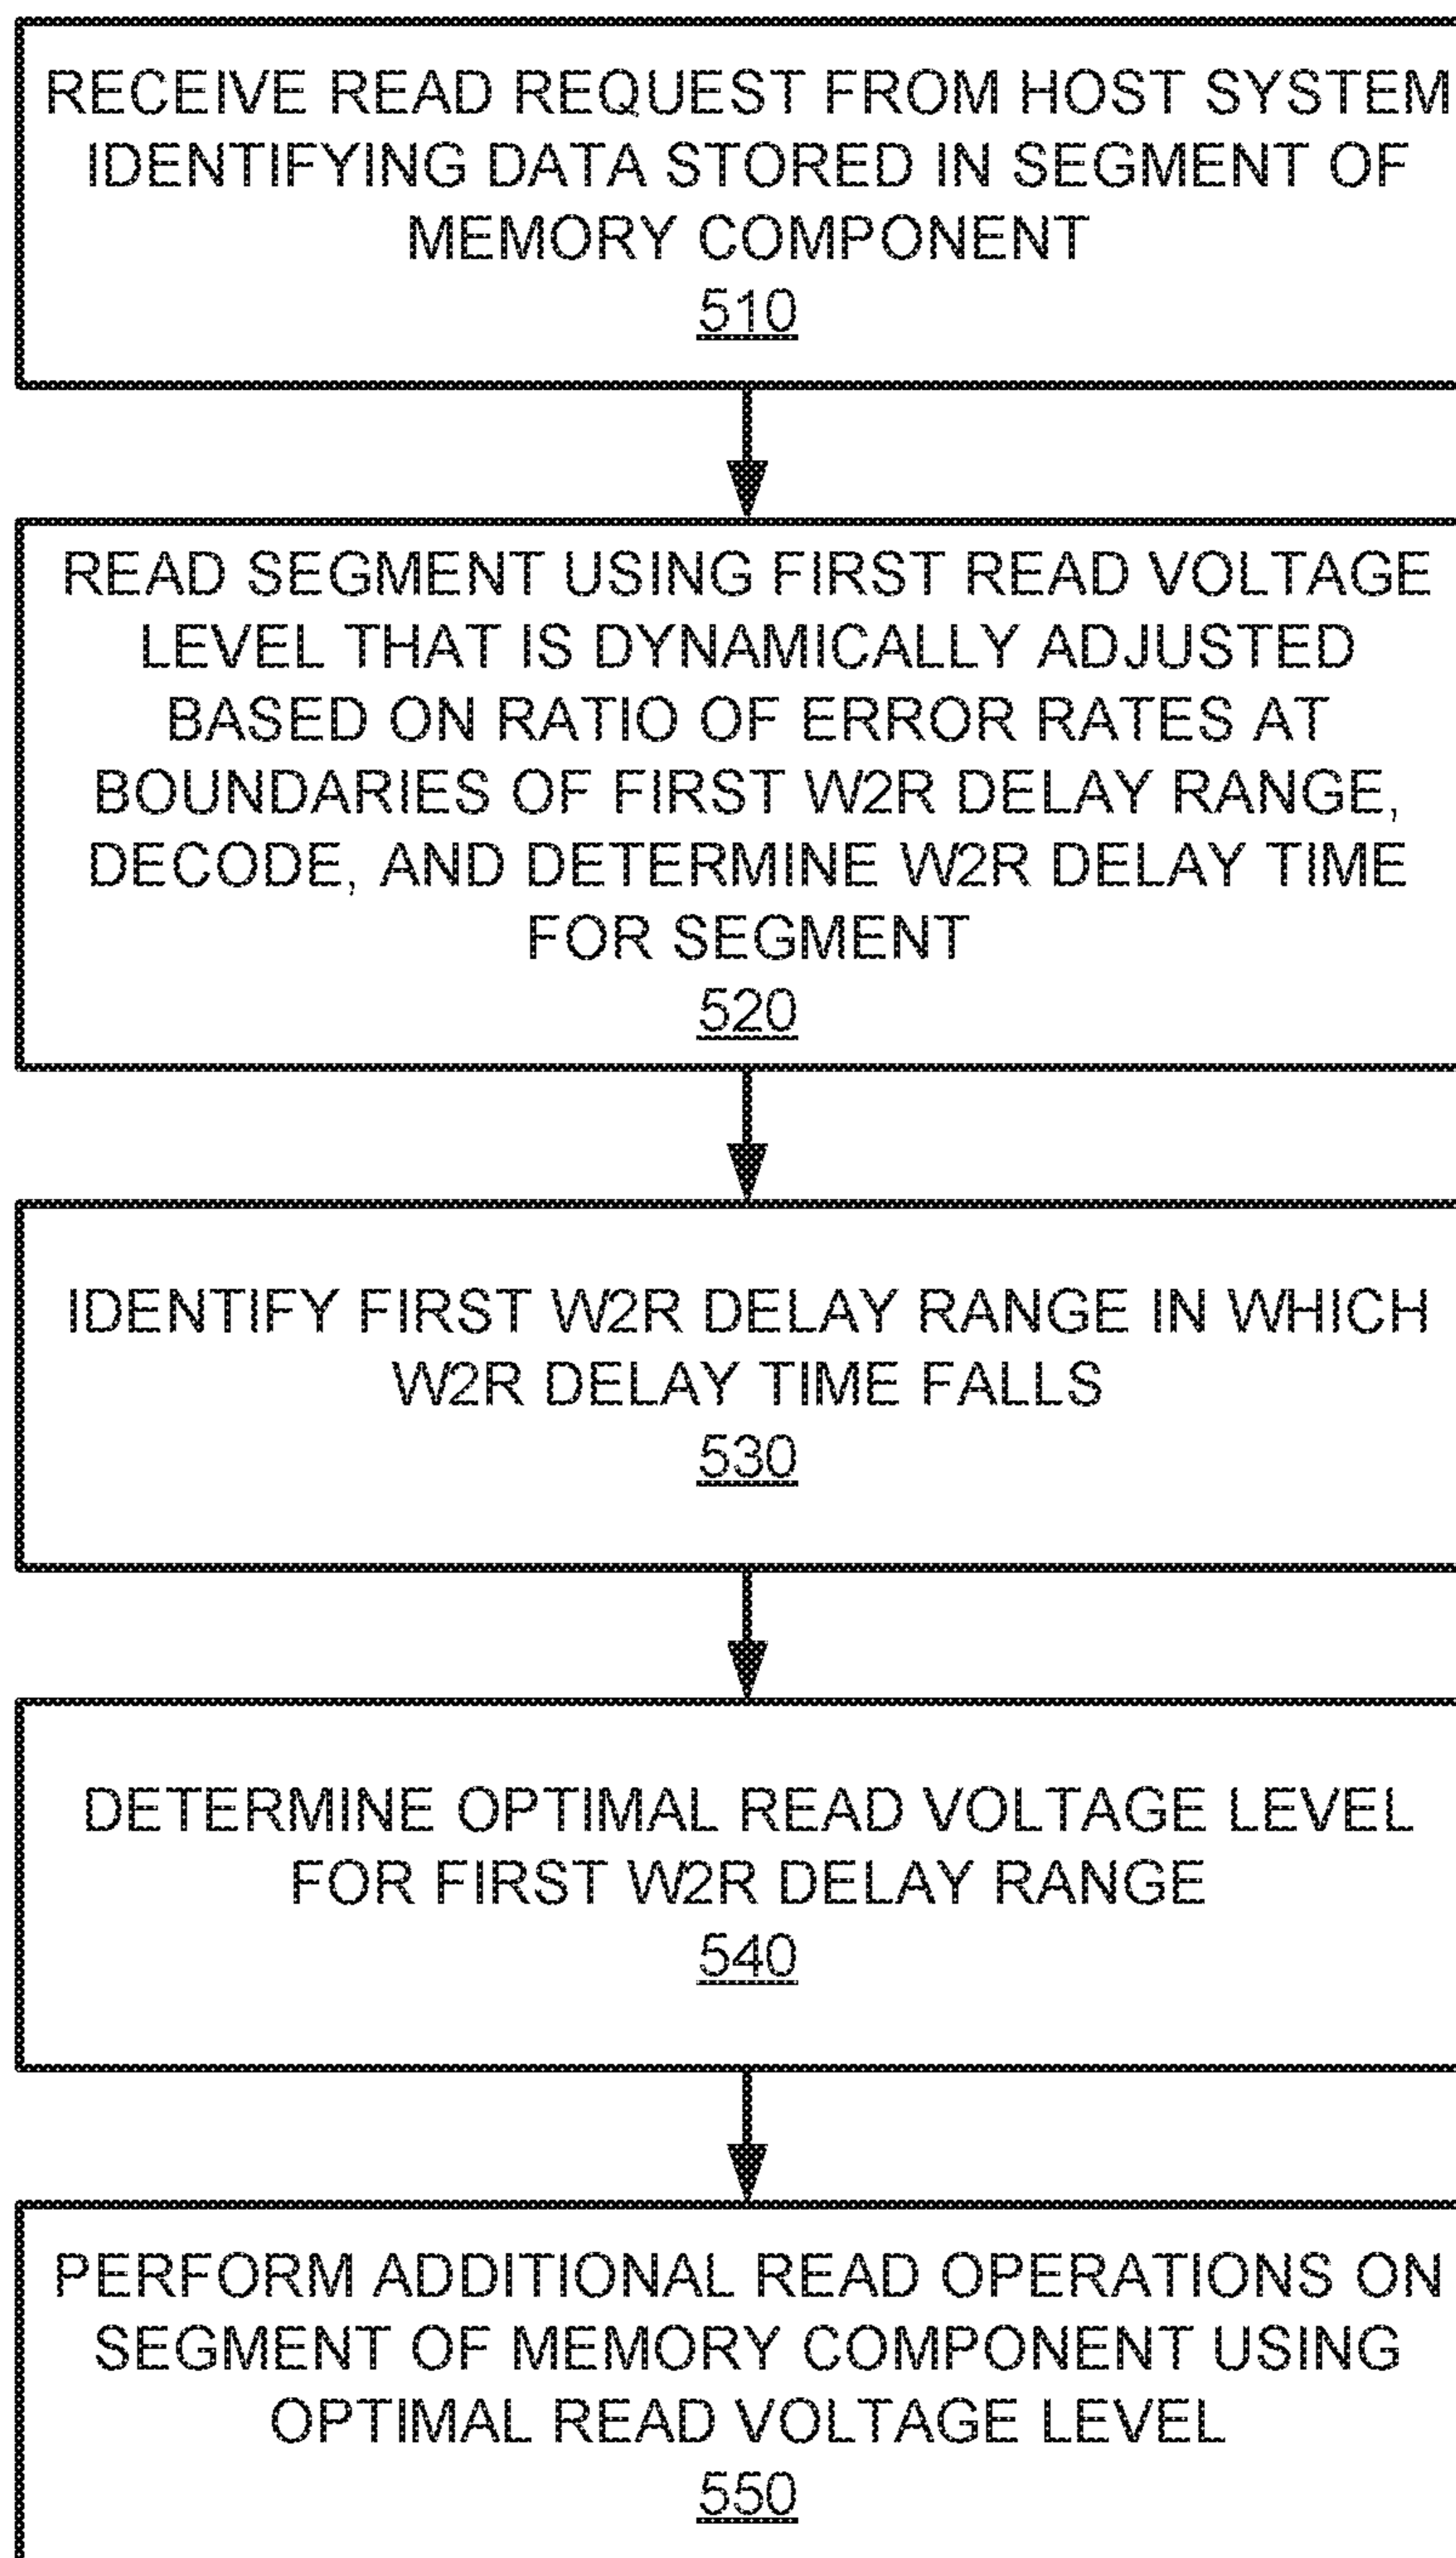 RECEIVE READ REQUEST FROM HOST SYSTEM
IDENTIFYING DATA STORED IN SEGMENT OF
MEMORY COMPONENT
510
READ SEGMENT USING FIRST READ VOLTAGE
LEVEL THAT IS DYNAMICALLY ADJUSTED
BASED ON RATIO OF ERROR RATES AT
BOUNDARIES OF FIRST W2R DELAY RANGE,
DECODE, AND DETERMINE W2R DELAY TIME
FOR SEGMENT
520
IDENTIFY FIRST W2R DELAY RANGE IN WHICH
W2R DELAY TIME FALLS
530
DETERMINE OPTIMAL READ VOLTAGE LEVEL
FOR FIRST W2R DELAY RANGE
540
PERFORM ADDITIONAL READ OPERATIONS ON
SEGMENT OF MEMORY COMPONENT USING
OPTIMAL READ VOLTAGE LEVEL
550